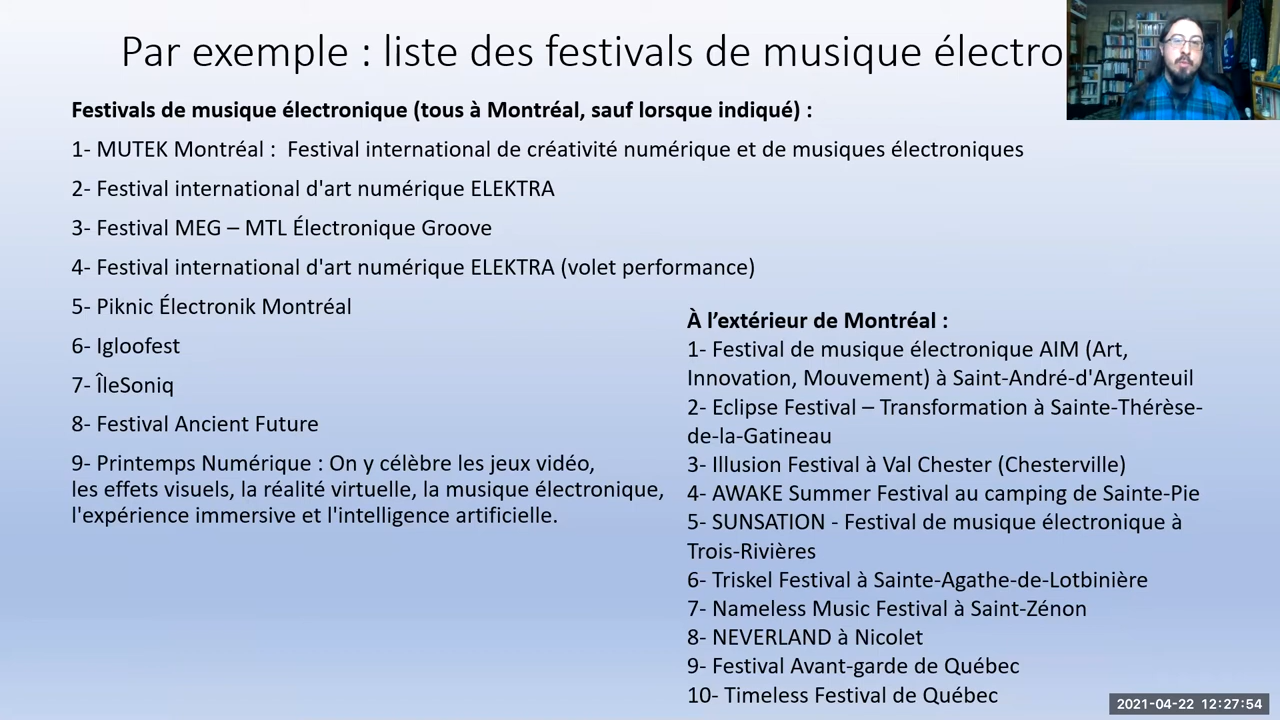 Par exemple : liste des festivals de musique électro
Festivals de musique électronique (tous à Montréal, sauf lorsque indiqué) :
1- MUTEK Montréal :  Festival international de créativité numérique et de musiques électroniques
2- Festival international d'art numérique ELEKTRA
3- Festival MEG – MTL Électronique Groove
4- Festival international d'art numérique ELEKTRA (volet performance)
5- Piknic Électronik Montréal
6- Igloofest
7- ÎleSoniq
8- Festival Ancient Future
9- Printemps Numérique : On y célèbre les jeux vidéo,
les effets visuels, la réalité virtuelle, la musique électronique,
l'expérience immersive et l'intelligence artificielle.
À l’extérieur de Montréal :
1- Festival de musique électronique AIM (Art,
Innovation, Mouvement) à Saint-André-d'Argenteuil
2- Eclipse Festival – Transformation à Sainte-Thérèse-
de-la-Gatineau
3- Illusion Festival à Val Chester (Chesterville)
4- AWAKE Summer Festival au camping de Sainte-Pie
5- SUNSATION - Festival de musique électronique à
Trois-Rivières
6- Triskel Festival à Sainte-Agathe-de-Lotbinière
7- Nameless Music Festival à Saint-Zénon
8- NEVERLAND à Nicolet
9- Festival Avant-garde de Québec
10- Timeless Festival de Québec
2021-04-22 12:27:54